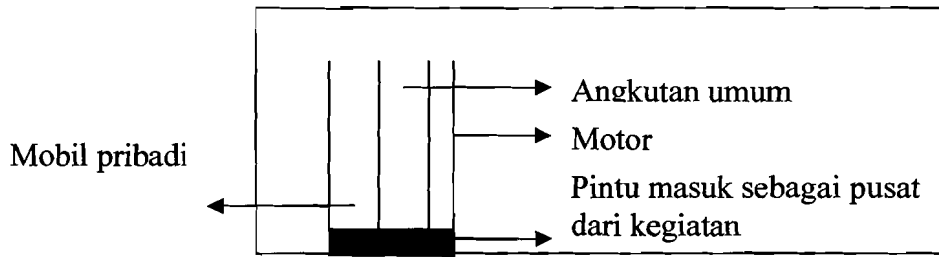 Angkutan umum
Motor
Mobil pribadi
Pintu masuk sebagai pusat
dari kegiatan